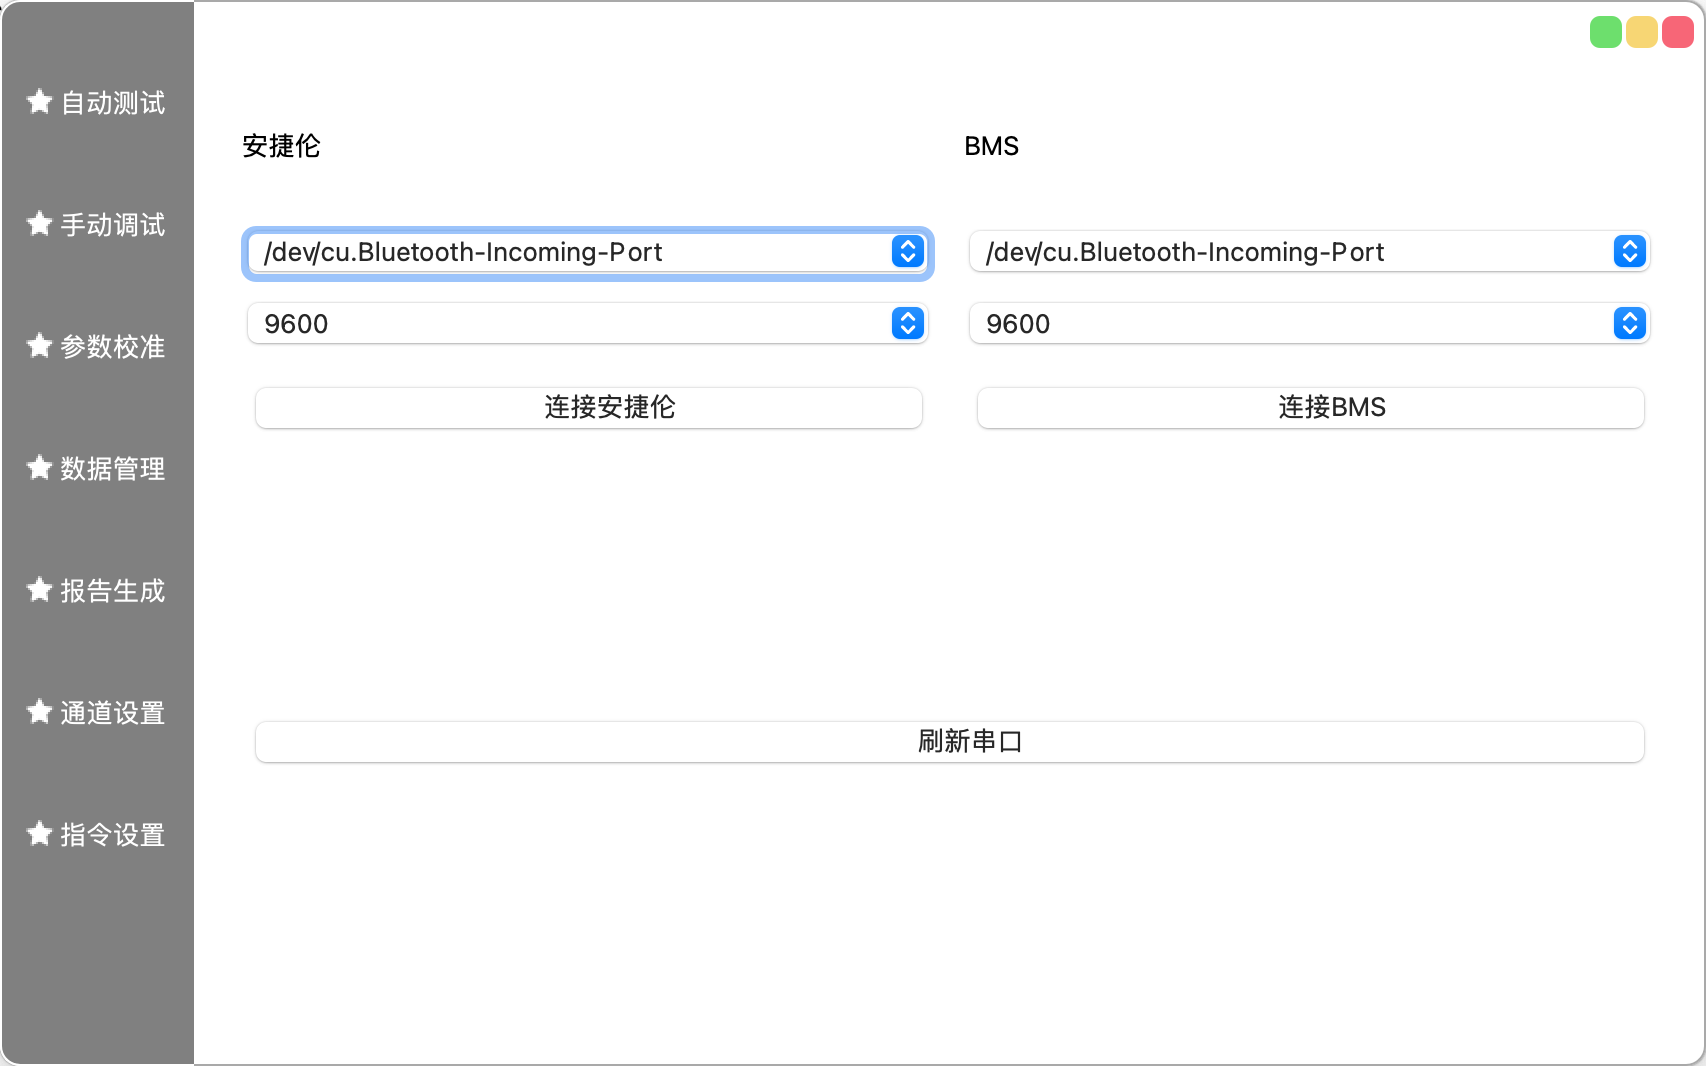 自动测试
手动调试
参数校准
数据管理
报告生成
通道设置
指令设置
安捷伦
/dev/cu.Bluetooth-Incoming-Port
9600
连接安捷伦
BMS
/dev/cu.Bluetooth-Incoming-Port
9600
连接BMS
刷新串口